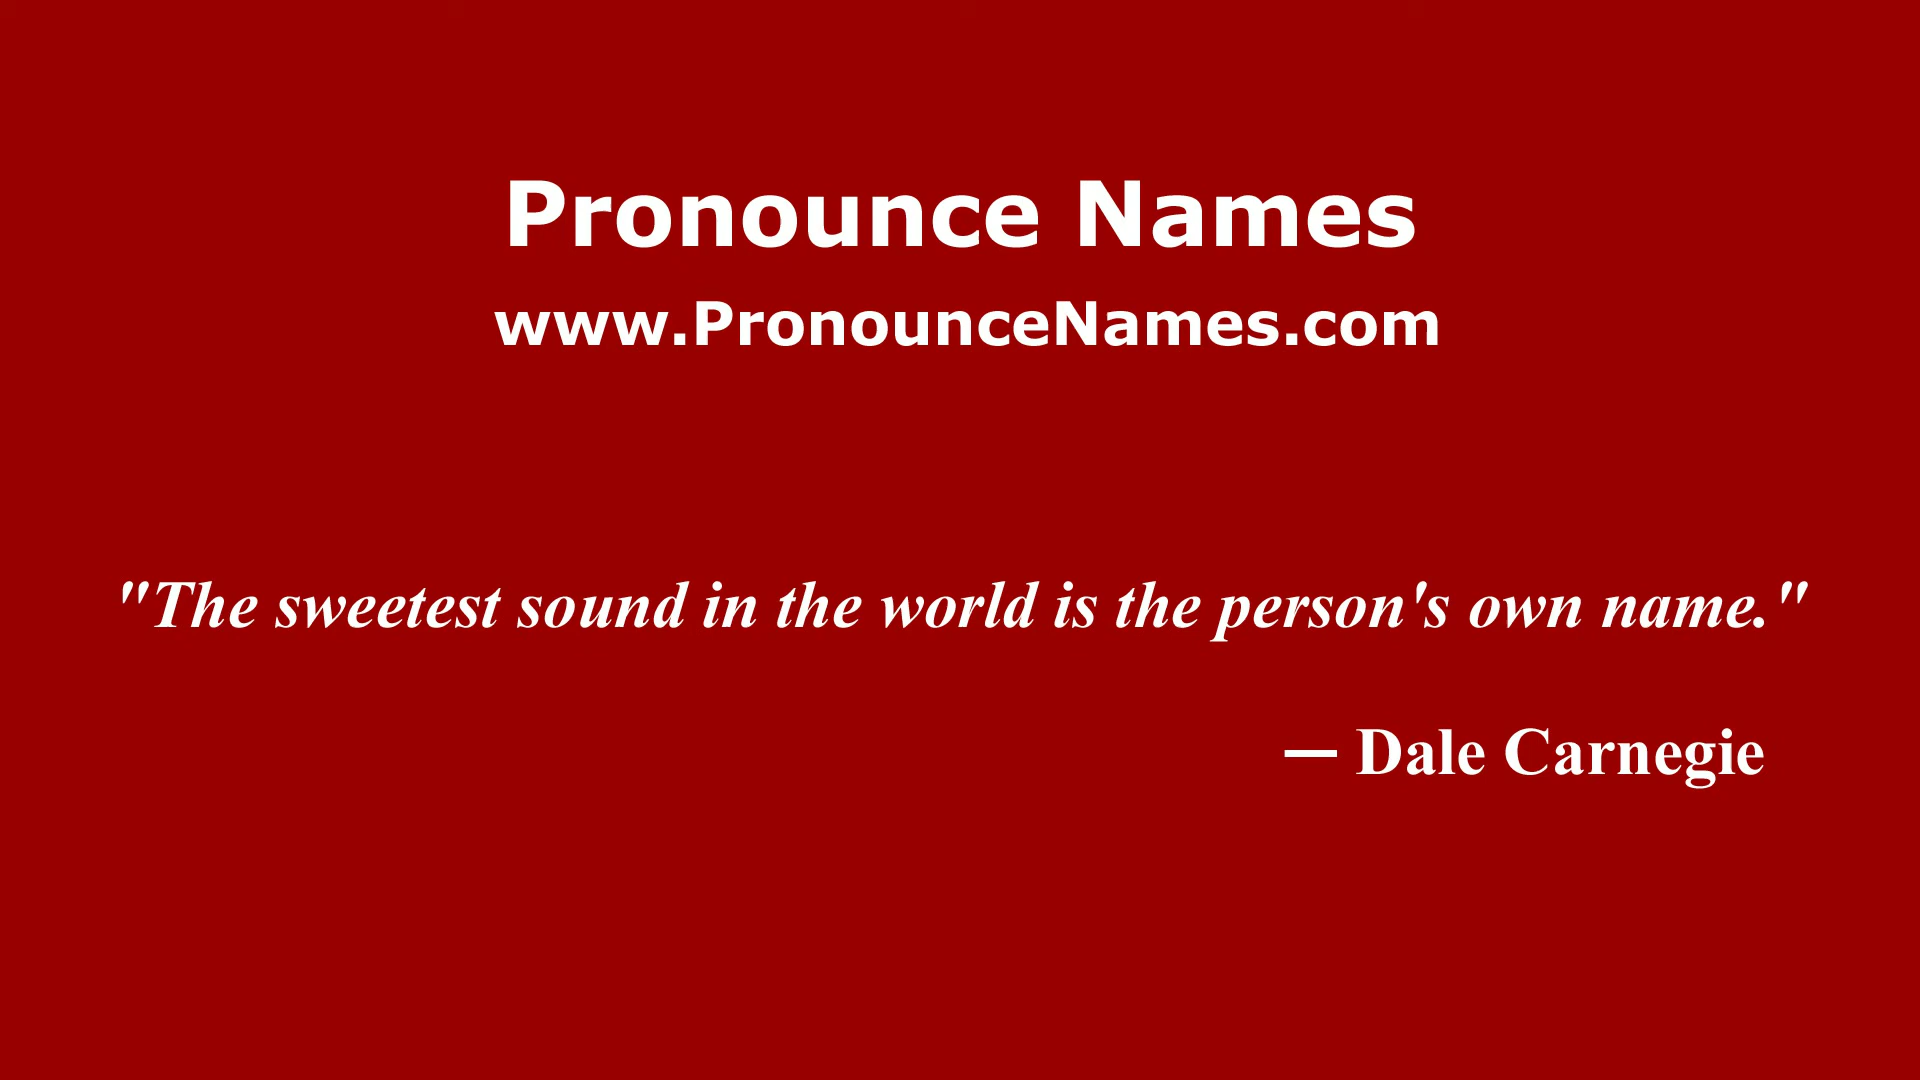 Pronounce Names
www.PronounceNames.com
"The sweetest sound in the world is the person's own name."
— Dale Carnegie